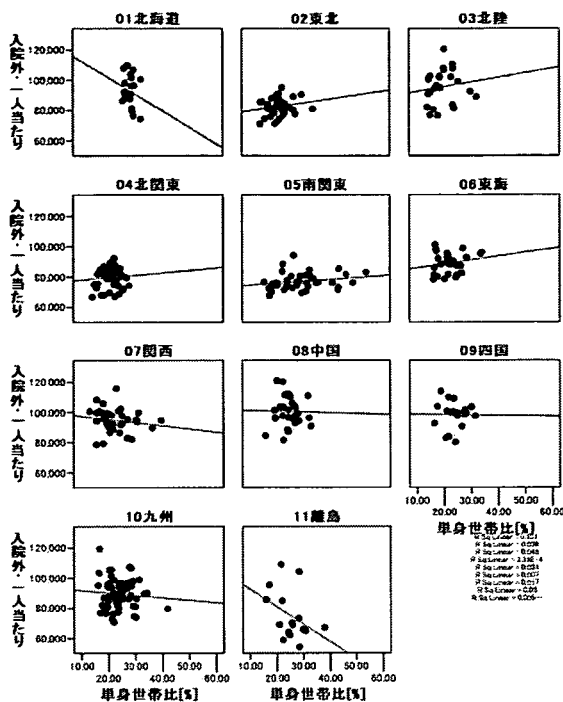 01北海道
02東北
03北陸
入院外・一人当たり
120,000
100,000
80,000
60,000
04北関東
05南関東
06東海
入院外・一人当たり
120,000
100,000
80,000
60,000
07関西
08中国
09四国
入院外・一人当たり
120,000
100,000
80,000
60,000
10.00 30.00 50.00
20.00 40.00 60.00
単身世帯比[%]
10九州
11離島
入院外・一人当たり
120,000
100,000
80,000
60,000
10.00 30.00 50.00
20.00 40.00 60.00
単身世帯比[%]
10.00 30.00 50.00
20.00 40.00 60.00
単身世帯比[%]